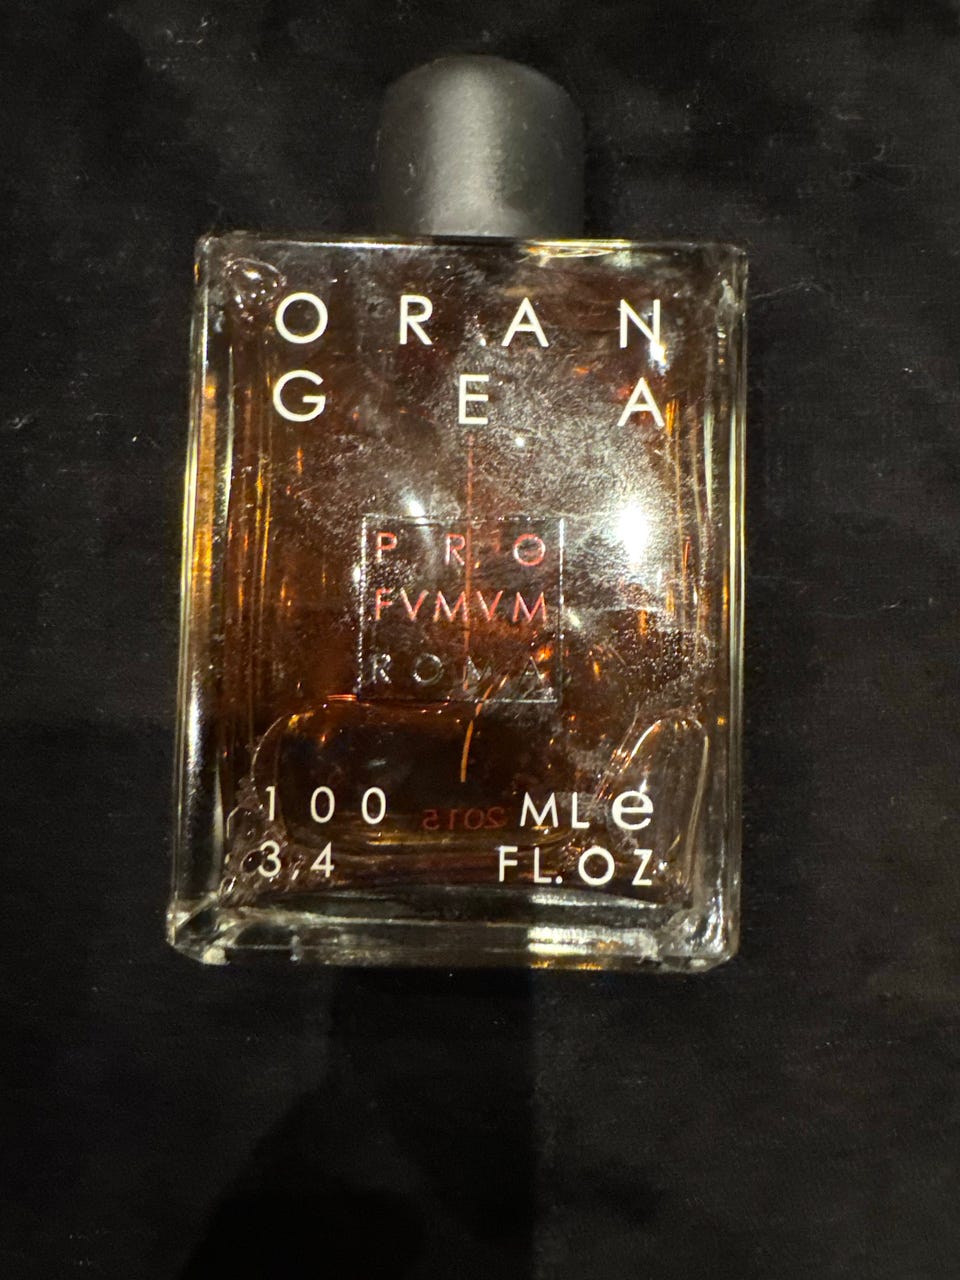 ORAN
GEA
PRO
FVMVM
ROMA
100 ML e
2015
3,4 FL.OZ